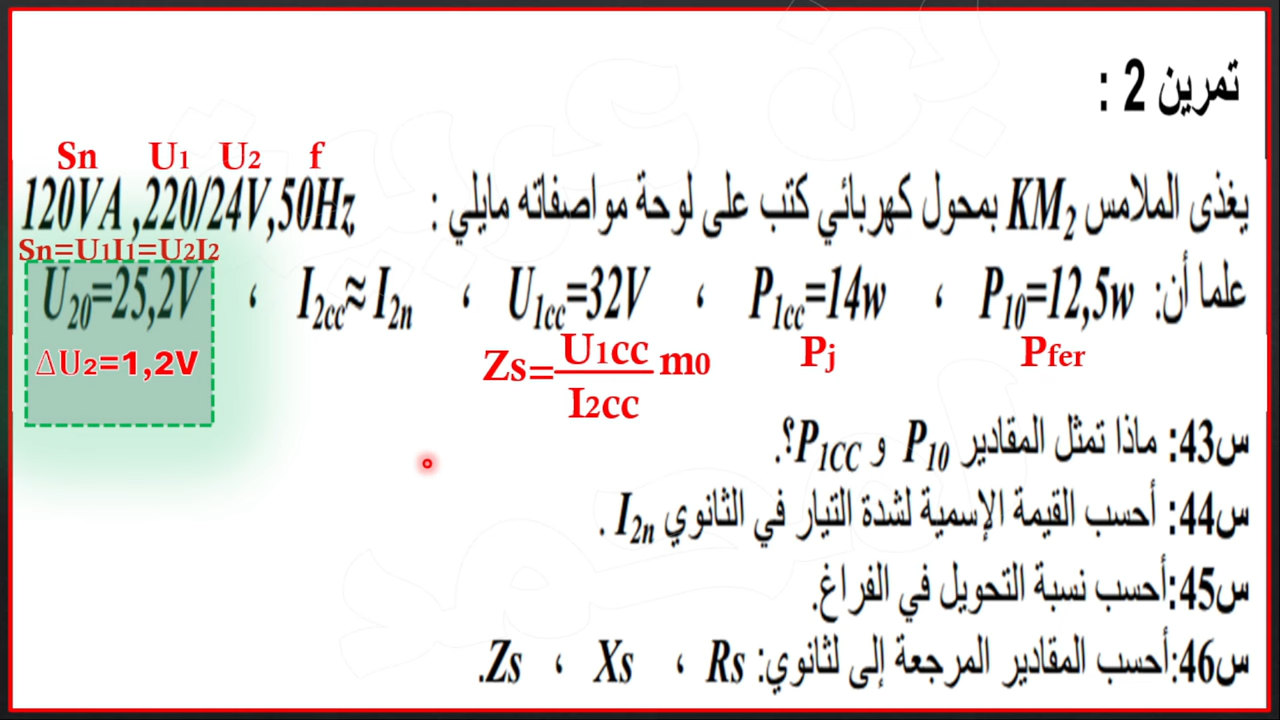 تمرين 2 :
Sn U1 U2 f
يغذى الملامس KM2 بمحول كهربائي كتب على لوحة مواصفاته مايلي : 120VA ,220/24V,50Hz
Sn=U1I1=U2I2
علما أن: P10=12,5w ، P1cc=14w ، U1cc=32V ، I2cc≈I2n ، U20=25,2V
Pfer Pj Zs=U1cc/I2cc m0 ΔU2=1,2V
س43: ماذا تمثل المقادير P10 و P1CC؟.
س44: أحسب القيمة الإسمية لشدة التيار في الثانوي I2n .
س45:أحسب نسبة التحويل في الفراغ.
س46:أحسب المقادير المرجعة إلى لثانوي: Rs ، Xs ، Zs.